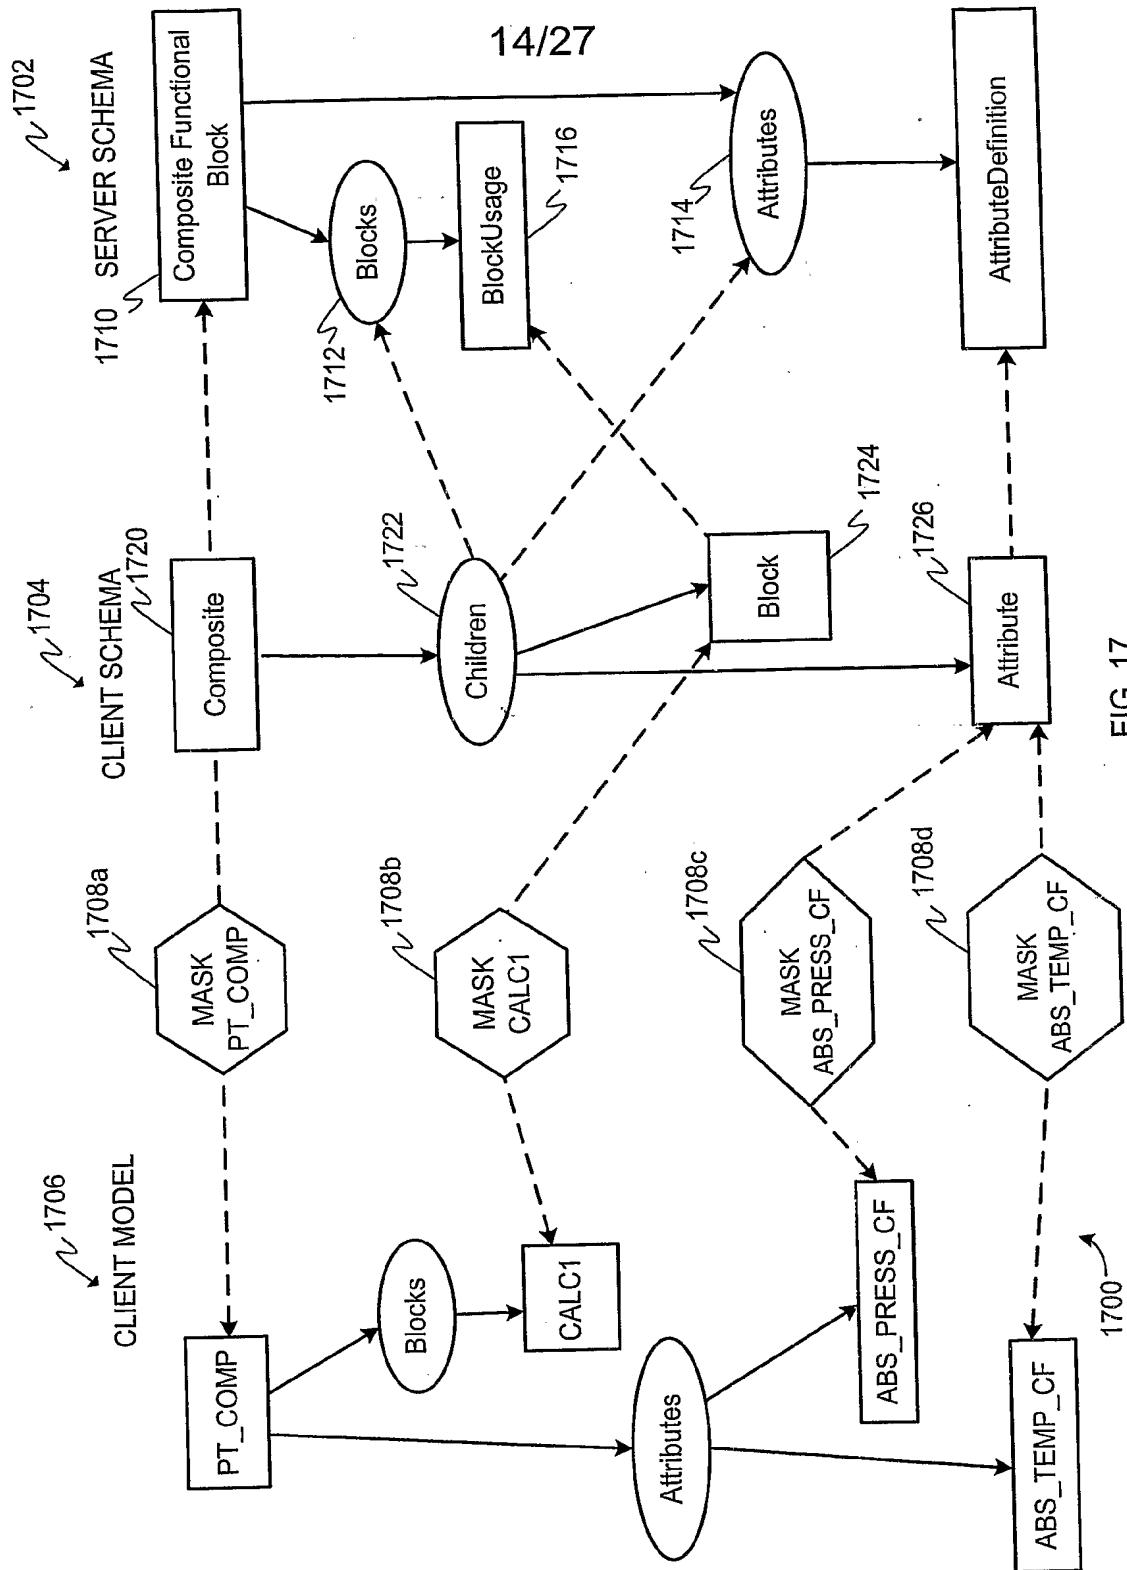 14/27
1706
CLIENT MODEL
1704
CLIENT SCHEMA
1702
SERVER SCHEMA
PT_COMP
1708a
MASK
PT_COMP
1720
Composite
1710
Composite Functional
Block
Blocks
CALC1
1708b
MASK
CALC1
1722
Children
1712
Blocks
BlockUsage
1716
Block
1724
Attributes
ABS_PRESS_CF
1708c
MASK
ABS_PRESS_CF
1714
Attributes
ABS_TEMP_CF
1708d
MASK
ABS_TEMP_CF
Attribute
1726
AttributeDefinition
1700
FIG. 17